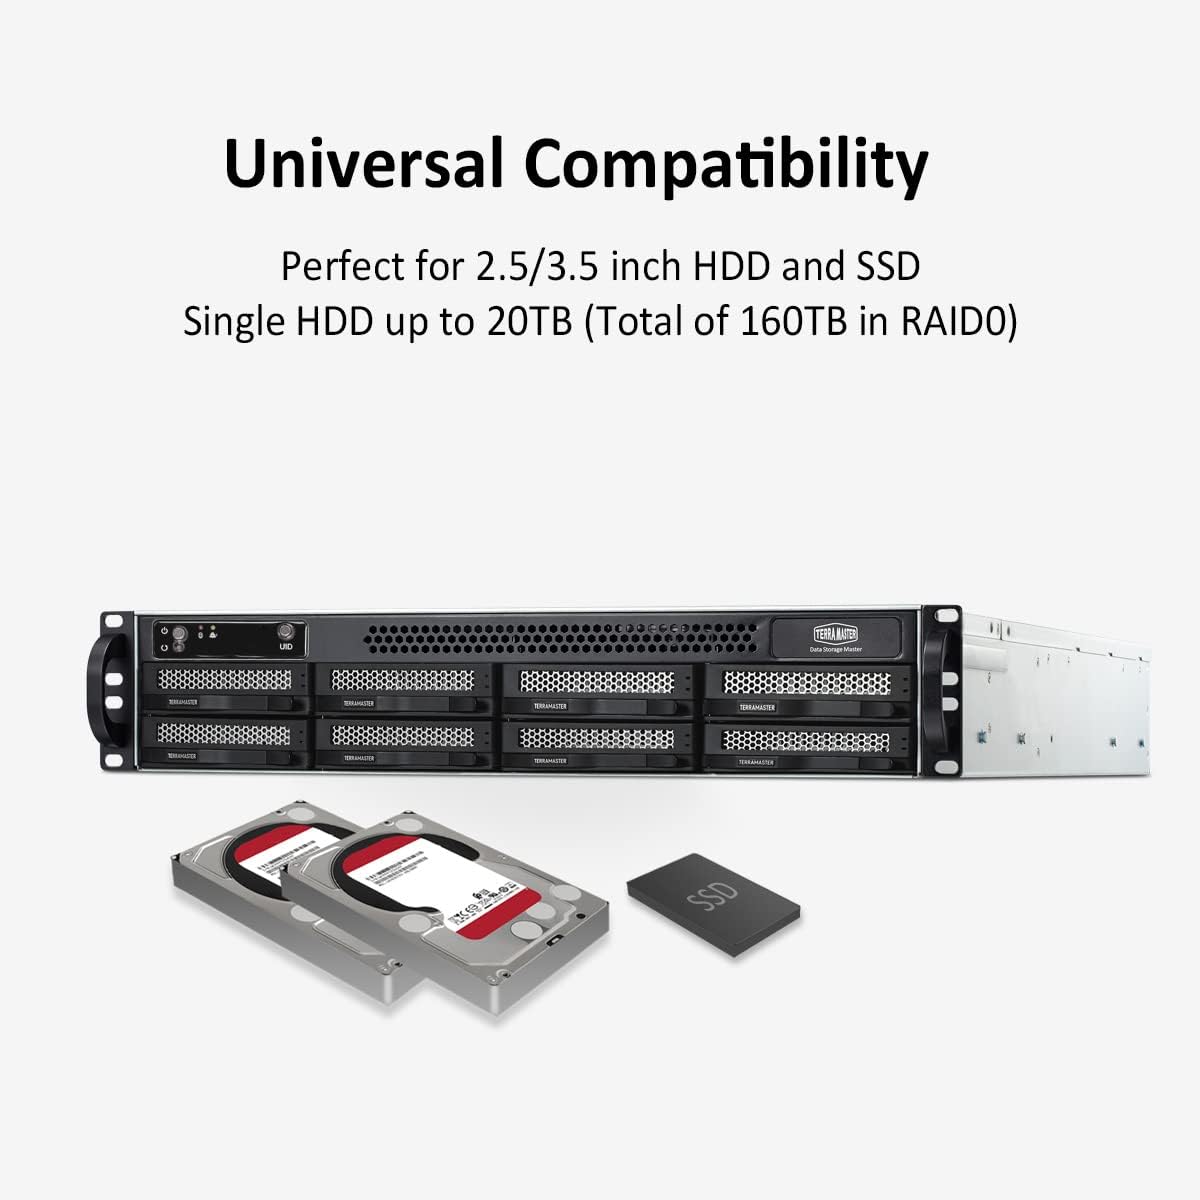 Universal Compatibility
Perfect for 2.5/3.5 inch HDD and SSD
Single HDD up to 20TB (Total of 160TB in RAID0)
UID
TERRAMASTER
Data Storage Master
TERRAMASTER
TERRAMASTER
TERRAMASTER
TERRAMASTER
TERRAMASTER
TERRAMASTER
TERRAMASTER
TERRAMASTER
SSD